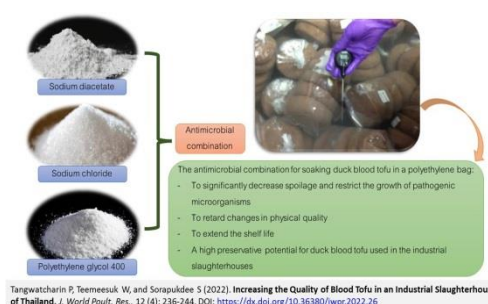 Sodium diacetate
Sodium chloride
Polyethylene glycol 400
Antimicrobial
combination
The antimicrobial combination for soaking duck blood tofu in a polyethylene bag:
- To significantly decrease spoilage and restrict the growth of pathogenic
microorganisms
- To retard changes in physical quality
- To extend the shelf life
- A high preservative potential for duck blood tofu used in the industrial
slaughterhouses
Tangwatcharin P, Teemeesuk W, and Sorapukdee S (2022). Increasing the Quality of Blood Tofu in an Industrial Slaughterhou
of Thailand. J. World Poult. Res., 12 (4): 236-244. DOI: https://dx.doi.org/10.36380/jwpr.2022.26